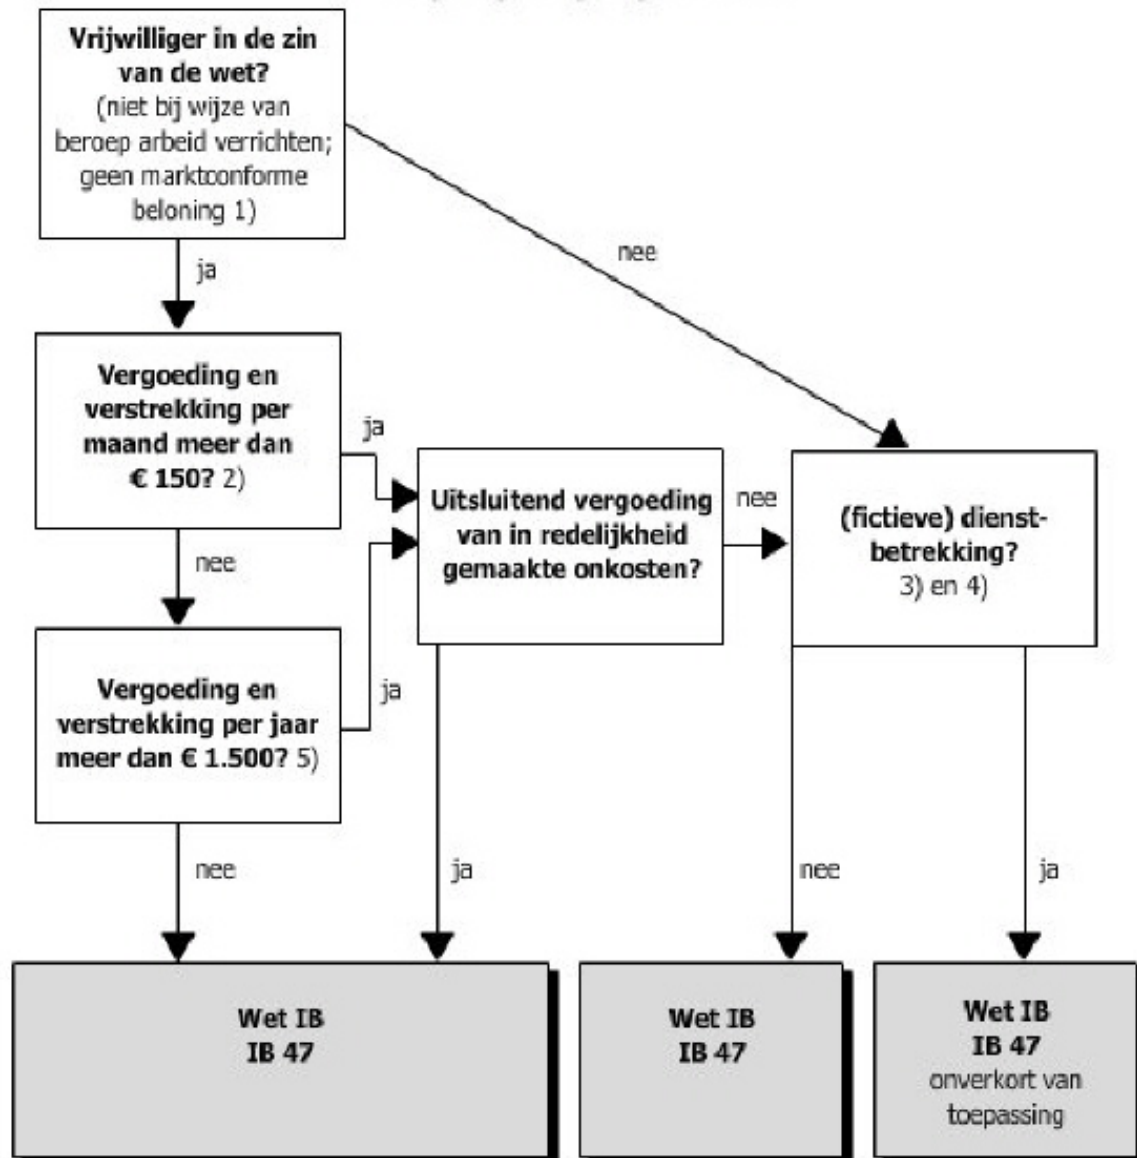 Vrijwilliger in de zin
van de wet?
(niet bij wijze van
beroep arbeid verrichten;
geen marktconforme
beloning 1)
nee
ja
Vergoeding en
verstrekking per
maand meer dan
€ 150? 2)
ja
Uitsluitend vergoeding
van in redelijkheid
gemaakte onkosten?
nee
(fictieve) dienst-
betrekking?
3) en 4)
nee
Vergoeding en
verstrekking per jaar
meer dan € 1.500? 5)
ja
nee
ja
nee
ja
Wet IB
IB 47
Wet IB
IB 47
Wet IB
IB 47
onverkort van
toepassing